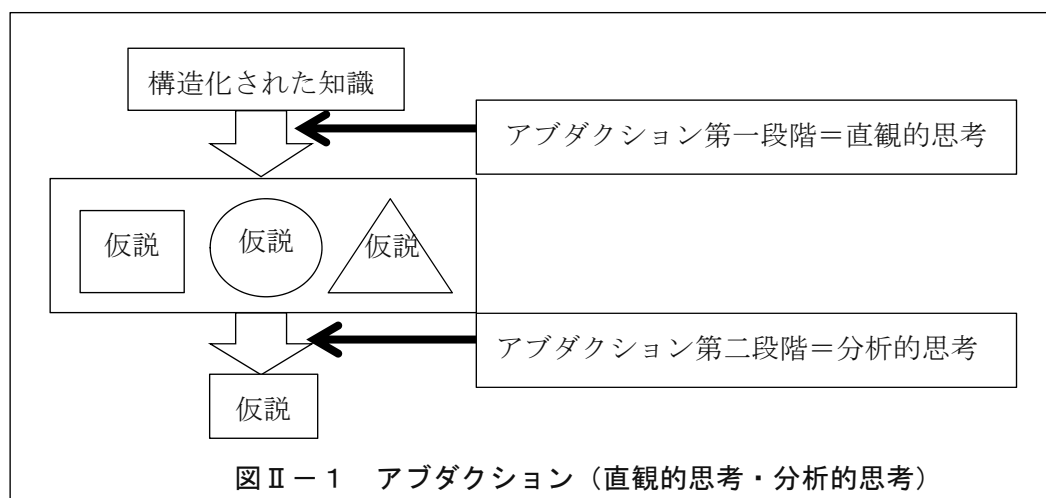 構造化された知識
アブダクション第一段階＝直観的思考
仮説
仮説
仮説
アブダクション第二段階＝分析的思考
仮説
図Ⅱ－１　アブダクション（直観的思考・分析的思考）